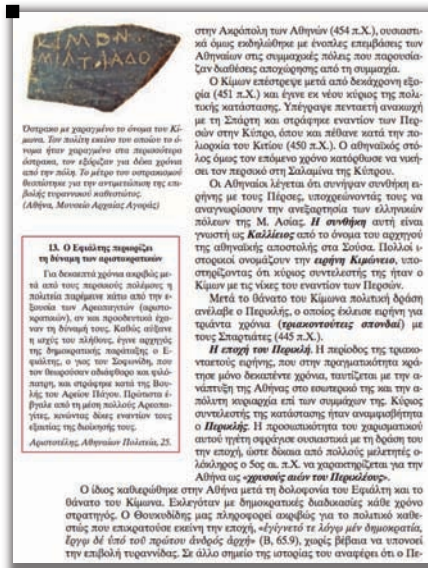 ΚΙΜΟΝ
ΜΙΛΤΙΑΔΟ
Όστρακο με χαραγμένο το όνομα του Κί-
μωνα. Τον πολίτη εκείνο του οποίου το ό-
νομα ήταν χαραγμένο στα περισσότερα
όστρακα, τον εξόριζαν για δέκα χρόνια
από την πόλη. Το μέτρο του οστρακισμού
θεσπίστηκε για την αντιμετώπιση της επι-
βολής τυραννικού καθεστώτος.
(Αθήνα, Μουσείο Αρχαίας Αγοράς)
13. Ο Εφιάλτης περιορίζει
τη δύναμη των αριστοκρατικών
Για δεκαεπτά χρόνια ακριβώς με-
τά από τους περσικούς πολέμους η
πολιτεία παρέμεινε κάτω από την ε-
ξουσία των Αρεοπαγιτών (αριστο-
κρατικών), αν και προοδευτικά έχα-
ναν τη δύναμή τους. Καθώς αύξανε
η ισχύς του πλήθους, έγινε αρχηγός
της δημοκρατικής παράταξης ο Ε-
φιάλτης, ο γιος του Σοφωνίδη, που
τον θεωρούσαν αδιάφθορο και φιλό-
πατρη, και στράφηκε κατά της Βου-
λής του Αρείου Πάγου. Πρώτιστα έ-
βγαλε από τη μέση πολλούς Αρεοπα-
γίτες, κινώντας δίκες εναντίον τους
εξαιτίας της διοίκησής τους.
Αριστοτέλης, Αθηναίων Πολιτεία, 25.
στην Ακρόπολη των Αθηνών (454 π.Χ.), ουσιαστι-
κά όμως εκδηλώθηκε με ένοπλες επεμβάσεις των
Αθηναίων στις συμμαχικές πόλεις που παρουσία-
ζαν διαθέσεις αποχώρησης από τη συμμαχία.
Ο Κίμων επέστρεψε μετά από δεκάχρονη εξο-
ρία (451 π.Χ.) και έγινε εκ νέου κύριος της πολι-
τικής κατάστασης. Υπέγραψε πενταετή ανακωχή
με τη Σπάρτη και στράφηκε εναντίον των Περ-
σών στην Κύπρο, όπου και πέθανε κατά την πο-
λιορκία του Κιτίου (450 π.Χ.). Ο αθηναϊκός στό-
λος όμως τον επόμενο χρόνο κατόρθωσε να νική-
σει τον περσικό στη Σαλαμίνα της Κύπρου.
Οι Αθηναίοι λέγεται ότι συνήψαν συνθήκη ει-
ρήνης με τους Πέρσες, υποχρεώνοντάς τους να
αναγνωρίσουν την ανεξαρτησία των ελληνικών
πόλεων της Μ. Ασίας. Η συνθήκη αυτή είναι
γνωστή ως Καλλίειος από το όνομα του αρχηγού
της αθηναϊκής αποστολής στα Σούσα. Πολλοί ι-
στορικοί ονομάζουν την ειρήνη Κιμώνειο, υπο-
στηρίζοντας ότι κύριος συντελεστής της ήταν ο
Κίμων με τις νίκες του εναντίον των Περσών.
Μετά το θάνατο του Κίμωνα πολιτική δράση
ανέλαβε ο Περικλής, ο οποίος έκλεισε ειρήνη για
τριάντα χρόνια (τριακοντούτεις σπονδαί) με
τους Σπαρτιάτες (445 π.Χ.).
Η εποχή του Περικλή. Η περίοδος της τριακο-
νταετούς ειρήνης, που στην πραγματικότητα κρά-
τησε μόνο δεκαπέντε χρόνια, ταυτίζεται με την α-
νάπτυξη της Αθήνας στο εσωτερικό της και την α-
πόλυτη κυριαρχία επί των συμμάχων της. Κύριος
συντελεστής της κατάστασης ήταν αναμφισβήτητα
ο Περικλής. Η προσωπικότητα του χαρισματικού
αυτού ηγέτη σφράγισε ουσιαστικά με τη δράση του
την εποχή, ώστε δίκαια από πολλούς μελετητές ο-
λόκληρος ο 5ος αι. π.Χ. να χαρακτηρίζεται για την
Αθήνα ως «χρυσούς αιών του Περικλέους».
Ο ίδιος καθιερώθηκε στην Αθήνα μετά τη δολοφονία του Εφιάλτη και το
θάνατο του Κίμωνα. Εκλεγόταν με δημοκρατικές διαδικασίες κάθε χρόνο
στρατηγός. Ο Θουκυδίδης μας πληροφορεί ακριβώς για το πολιτικό καθε-
στώς που επικρατούσε εκείνη την εποχή, «ἐγίγνετό τε λόγῳ μέν δημοκρατία,
ἔργῳ δέ ὑπό τοῦ πρώτου ἀνδρός ἀρχή» (Β, 65.9), χωρίς βέβαια να υπονοεί
την επιβολή τυραννίδας. Σε άλλο σημείο της ιστορίας του αναφέρει ότι ο Πε-